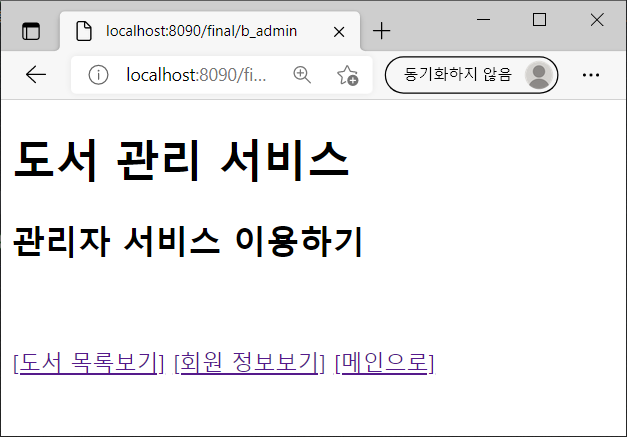 localhost:8090/final/b_admin
localhost:8090/fi...
동기화하지 않음
도서 관리 서비스
관리자 서비스 이용하기
[도서 목록보기] [회원 정보보기] [메인으로]